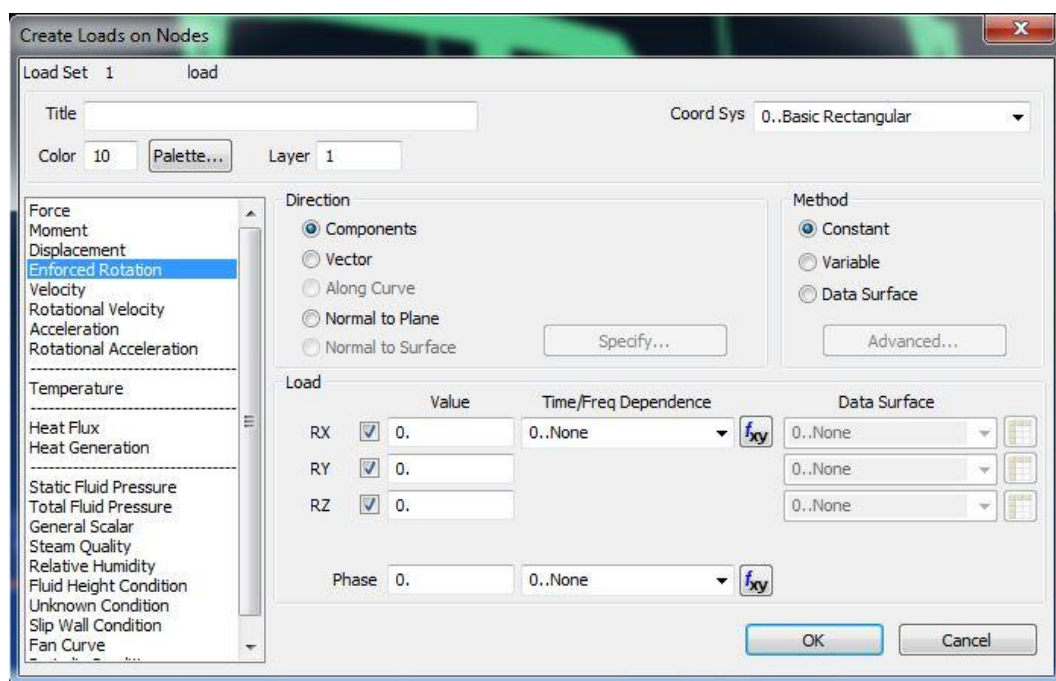 Create Loads on Nodes
X
Load Set 1 load
Title
Coord Sys 0..Basic Rectangular
Color 10 Palette... Layer 1
Force
Moment
Displacement
Enforced Rotation
Velocity
Rotational Velocity
Acceleration
Rotational Acceleration
Temperature
Heat Flux
Heat Generation
Static Fluid Pressure
Total Fluid Pressure
General Scalar
Steam Quality
Relative Humidity
Fluid Height Condition
Unknown Condition
Slip Wall Condition
Fan Curve
Direction
Components
Vector
Along Curve
Normal to Plane
Normal to Surface
Specify...
Method
Constant
Variable
Data Surface
Advanced...
Load
Value Time/Freq Dependence Data Surface
RX 0. 0..None fxy 0..None
RY 0. 0..None
RZ 0. 0..None
Phase 0. 0..None fxy
OK Cancel